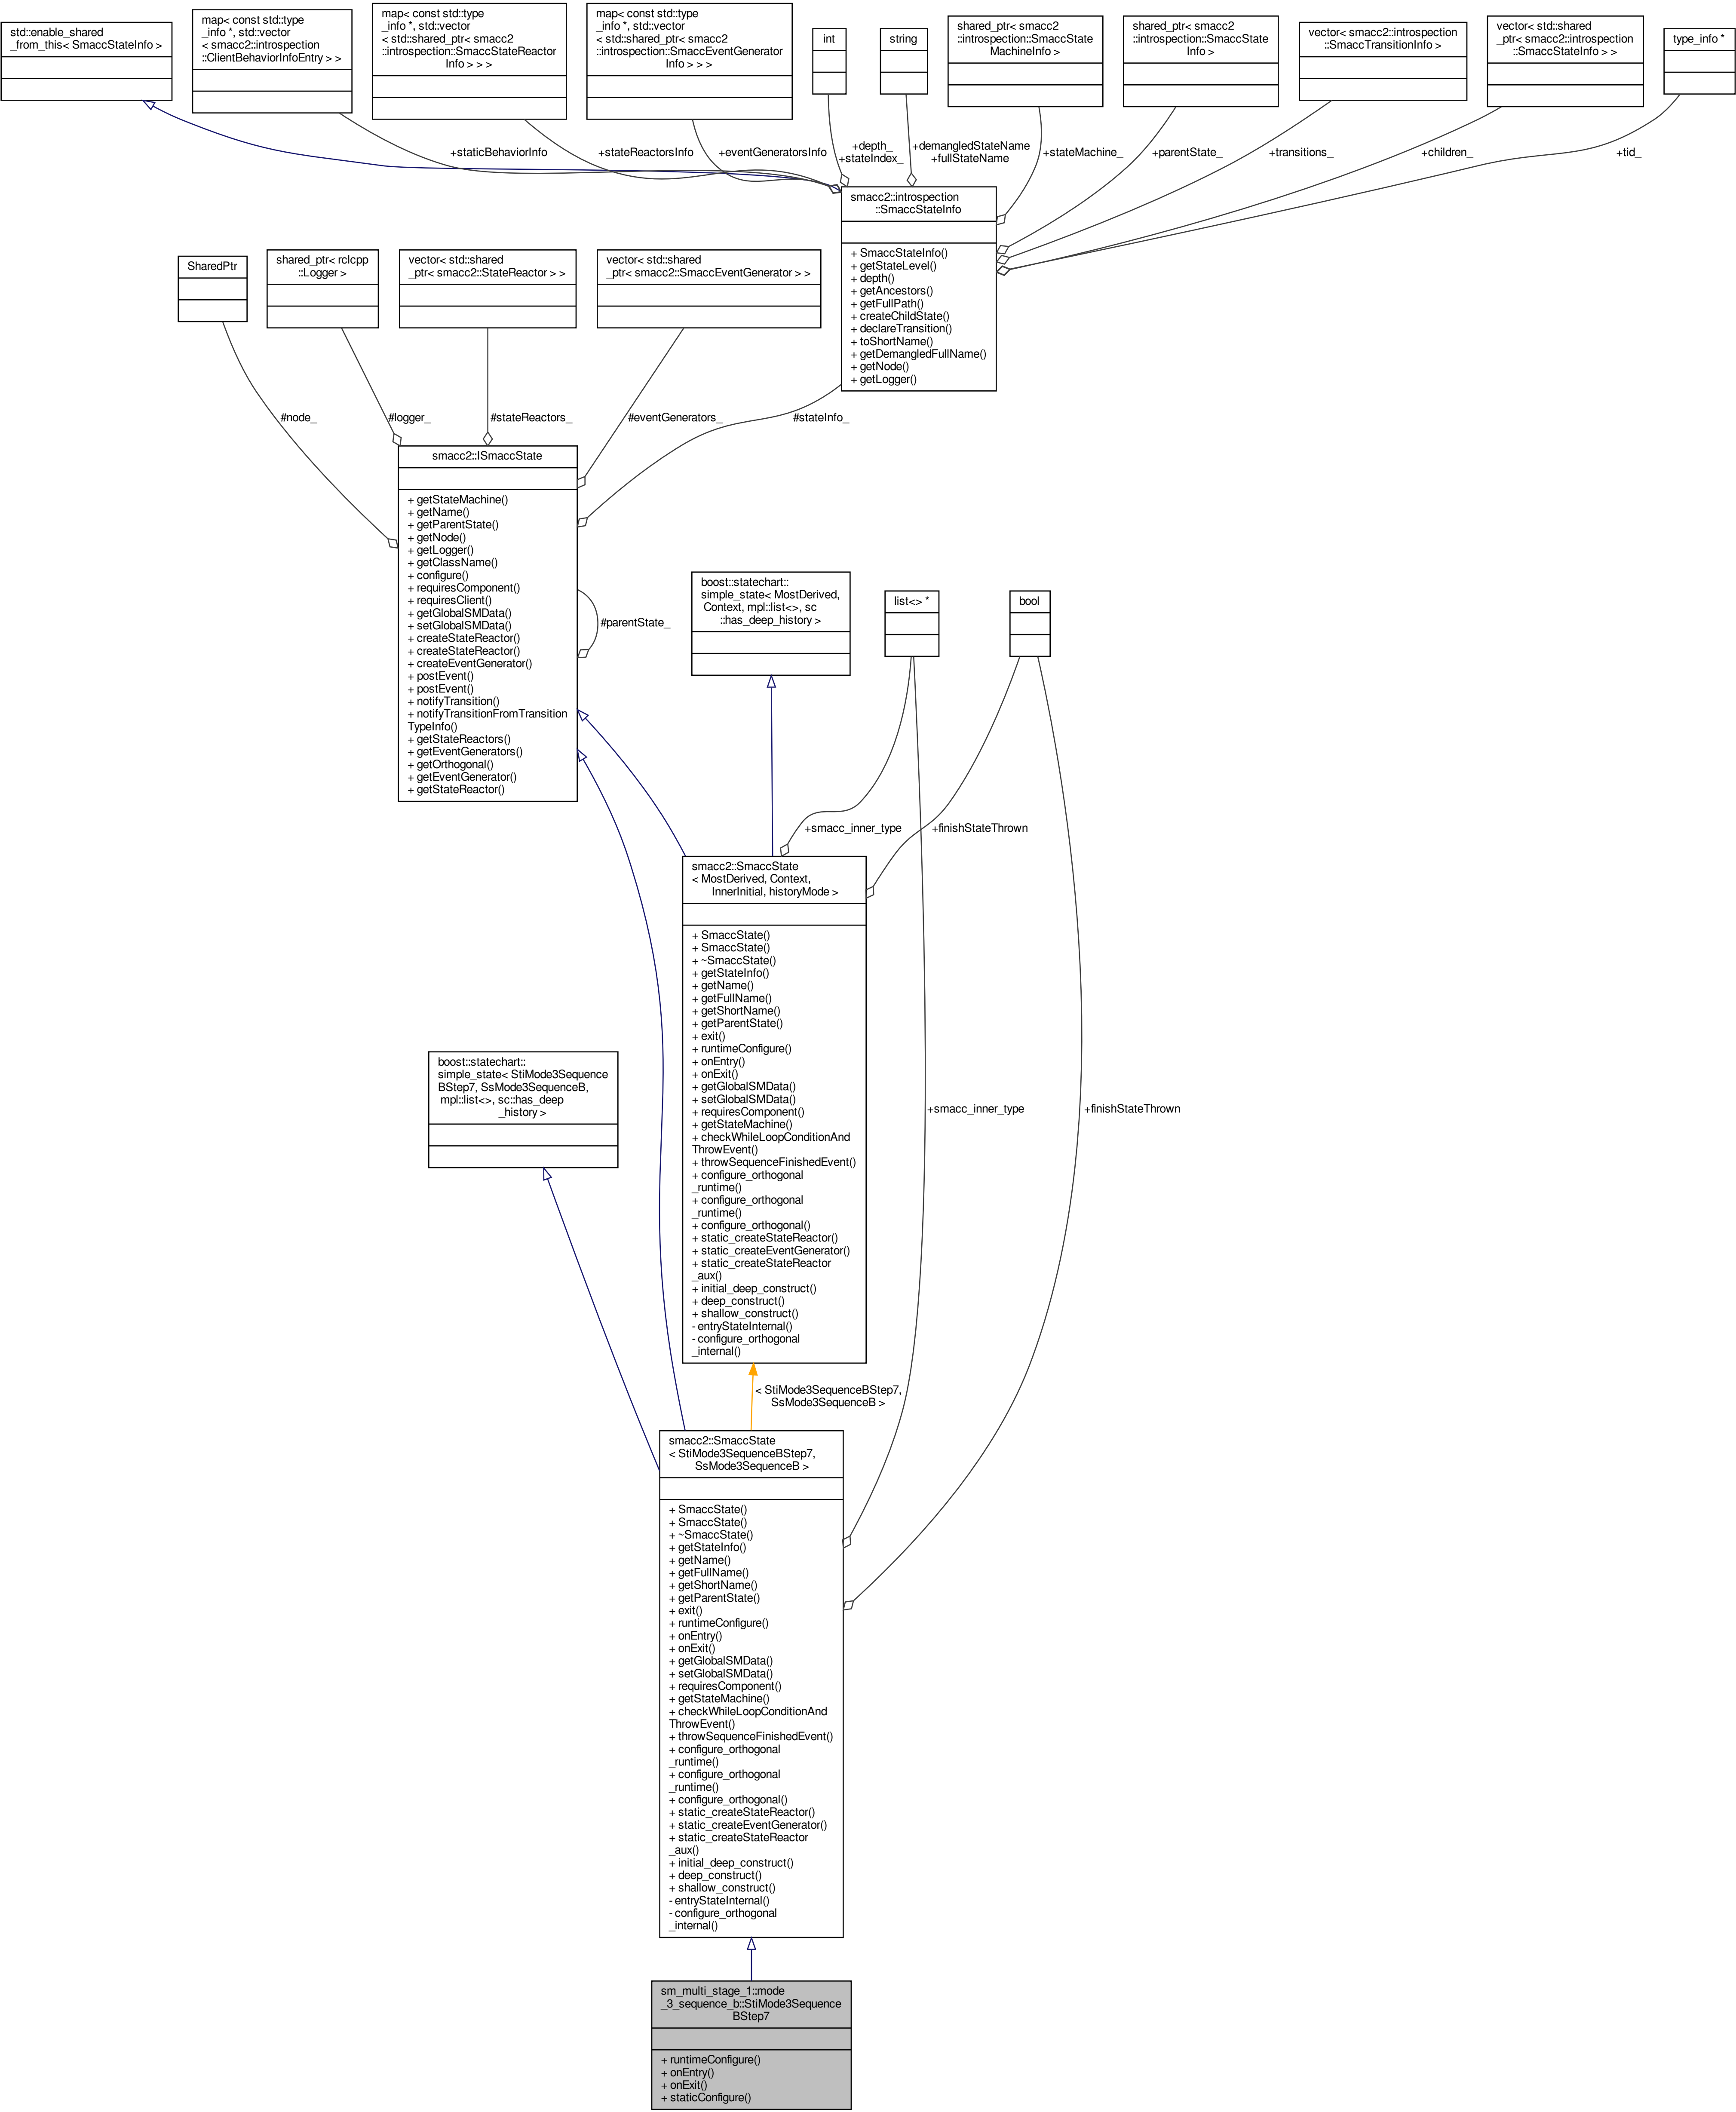 std::enable_shared
_from_this< SmaccStateInfo >
map< const std::type
_info *, std::vector
< smacc2::introspection
::ClientBehaviorInfoEntry > >
map< const std::type
_info *, std::vector
< std::shared_ptr< smacc2
::introspection::SmaccStateReactor
Info > > >
map< const std::type
_info *, std::vector
< std::shared_ptr< smacc2
::introspection::SmaccEventGenerator
Info > > >
int
string
shared_ptr< smacc2
::introspection::SmaccState
MachineInfo >
shared_ptr< smacc2
::introspection::SmaccState
Info >
vector< smacc2::introspection
::SmaccTransitionInfo >
vector< std::shared
_ptr< smacc2::introspection
::SmaccStateInfo > >
type_info *
+staticBehaviorInfo
+stateReactorsInfo
+eventGeneratorsInfo
+depth_
+stateIndex_
+demangledStateName
+fullStateName
+stateMachine_
+parentState_
+transitions_
+children_
+tid_
smacc2::introspection
::SmaccStateInfo
+ SmaccStateInfo()
+ getStateLevel()
+ depth()
+ getAncestors()
+ getFullPath()
+ createChildState()
+ declareTransition()
+ toShortName()
+ getDemangledFullName()
+ getNode()
+ getLogger()
SharedPtr
shared_ptr< rclcpp
::Logger >
vector< std::shared
_ptr< smacc2::StateReactor > >
vector< std::shared
_ptr< smacc2::SmaccEventGenerator > >
#node_
#logger_
#stateReactors_
#eventGenerators_
#stateInfo_
smacc2::ISmaccState
+ getStateMachine()
+ getName()
+ getParentState()
+ getNode()
+ getLogger()
+ getClassName()
+ configure()
+ requiresComponent()
+ requiresClient()
+ getGlobalSMData()
+ setGlobalSMData()
+ createStateReactor()
+ createStateReactor()
+ createEventGenerator()
+ postEvent()
+ postEvent()
+ notifyTransition()
+ notifyTransitionFromTransition
TypeInfo()
+ getStateReactors()
+ getEventGenerators()
+ getOrthogonal()
+ getEventGenerator()
+ getStateReactor()
#parentState_
boost::statechart::
simple_state< MostDerived,
Context, mpl::list<>, sc
::has_deep_history >
list<> *
bool
+smacc_inner_type
+finishStateThrown
smacc2::SmaccState
< MostDerived, Context,
InnerInitial, historyMode >
+ SmaccState()
+ SmaccState()
+ ~SmaccState()
+ getStateInfo()
+ getName()
+ getFullName()
+ getShortName()
+ getParentState()
+ exit()
+ runtimeConfigure()
+ onEntry()
+ onExit()
+ getGlobalSMData()
+ setGlobalSMData()
+ requiresComponent()
+ getStateMachine()
+ checkWhileLoopConditionAnd
ThrowEvent()
+ throwSequenceFinishedEvent()
+ configure_orthogonal
_runtime()
+ configure_orthogonal
_runtime()
+ configure_orthogonal()
+ static_createStateReactor()
+ static_createEventGenerator()
+ static_createStateReactor
_aux()
+ initial_deep_construct()
+ deep_construct()
+ shallow_construct()
- entryStateInternal()
- configure_orthogonal
_internal()
boost::statechart::
simple_state< StiMode3Sequence
BStep7, SsMode3SequenceB,
mpl::list<>, sc::has_deep
_history >
+smacc_inner_type
+finishStateThrown
< StiMode3SequenceBStep7,
SsMode3SequenceB >
smacc2::SmaccState
< StiMode3SequenceBStep7,
SsMode3SequenceB >
+ SmaccState()
+ SmaccState()
+ ~SmaccState()
+ getStateInfo()
+ getName()
+ getFullName()
+ getShortName()
+ getParentState()
+ exit()
+ runtimeConfigure()
+ onEntry()
+ onExit()
+ getGlobalSMData()
+ setGlobalSMData()
+ requiresComponent()
+ getStateMachine()
+ checkWhileLoopConditionAnd
ThrowEvent()
+ throwSequenceFinishedEvent()
+ configure_orthogonal
_runtime()
+ configure_orthogonal
_runtime()
+ configure_orthogonal()
+ static_createStateReactor()
+ static_createEventGenerator()
+ static_createStateReactor
_aux()
+ initial_deep_construct()
+ deep_construct()
+ shallow_construct()
- entryStateInternal()
- configure_orthogonal
_internal()
sm_multi_stage_1::mode
_3_sequence_b::StiMode3Sequence
BStep7
+ runtimeConfigure()
+ onEntry()
+ onExit()
+ staticConfigure()